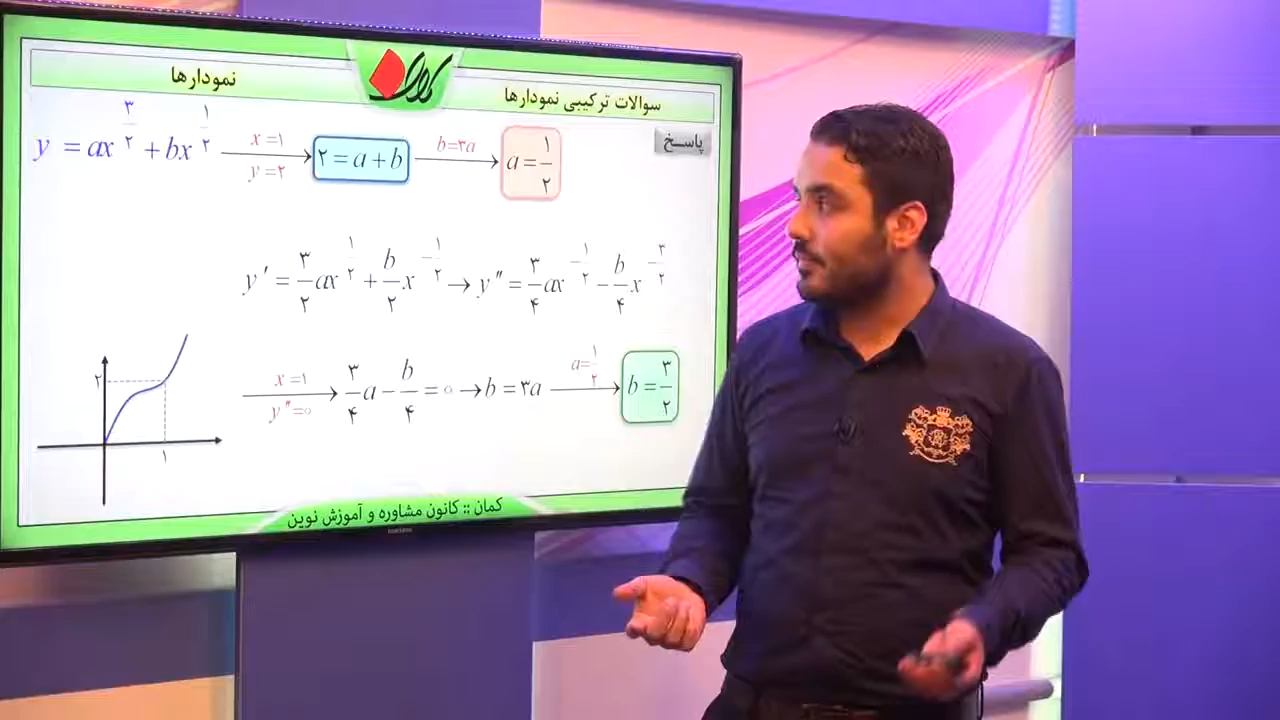 نمودارها
کمان
سوالات ترکیبی نمودارها
پاسخ
y = ax^(۳/۲) + bx^(۱/۲) → (x = ۱, y = ۲) ۲ = a + b → (b = ۳a) a = ۱/۲
y′ = ۳/۲ ax^(۱/۲) + b/۲ x^(−۱/۲) → y″ = ۳/۴ ax^(−۱/۲) − b/۴ x^(−۳/۲)
→ (x = ۱, y″ = ۰) ۳/۴ a − b/۴ = ۰ → b = ۳a → (a = ۱/۲) b = ۳/۲
۲
۱
کمان :: کانون مشاوره و آموزش نوین